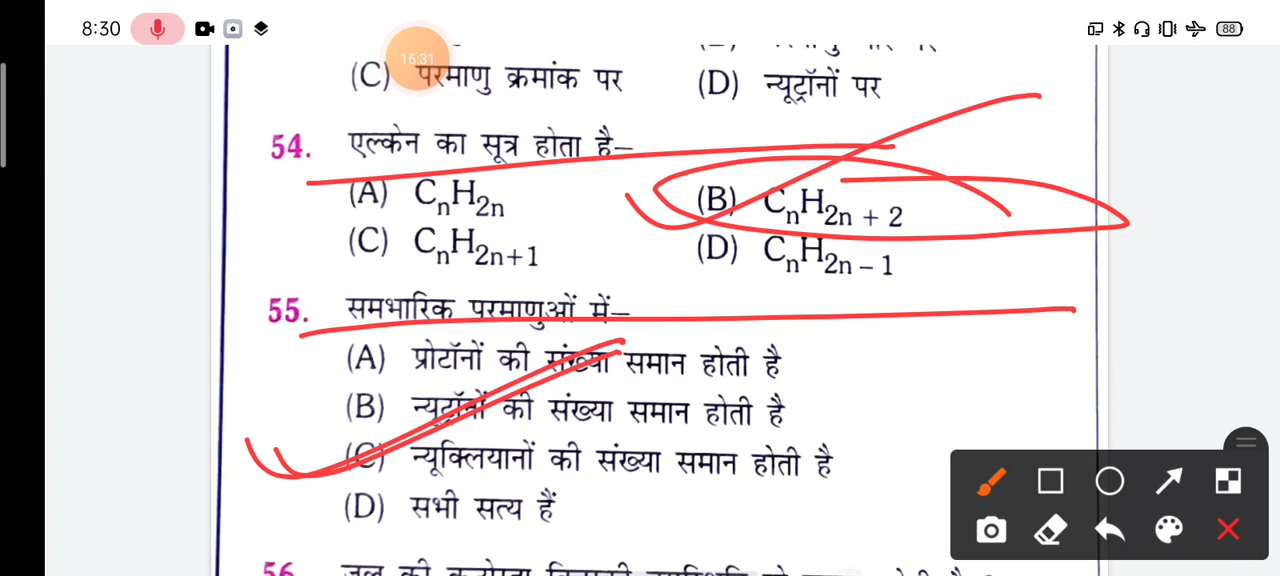 8:30
88
16:31
(C) परमाणु क्रमांक पर (D) न्यूट्रॉनों पर
54. एल्केन का सूत्र होता है–
(A) CₙH₂ₙ (B) CₙH₂ₙ₊₂
(C) CₙH₂ₙ₊₁ (D) CₙH₂ₙ₋₁
55. समभारिक परमाणुओं में–
(A) प्रोटॉनों की संख्या समान होती है
(B) न्यूट्रॉनों की संख्या समान होती है
(C) न्यूक्लियानों की संख्या समान होती है
(D) सभी सत्य हैं
56.